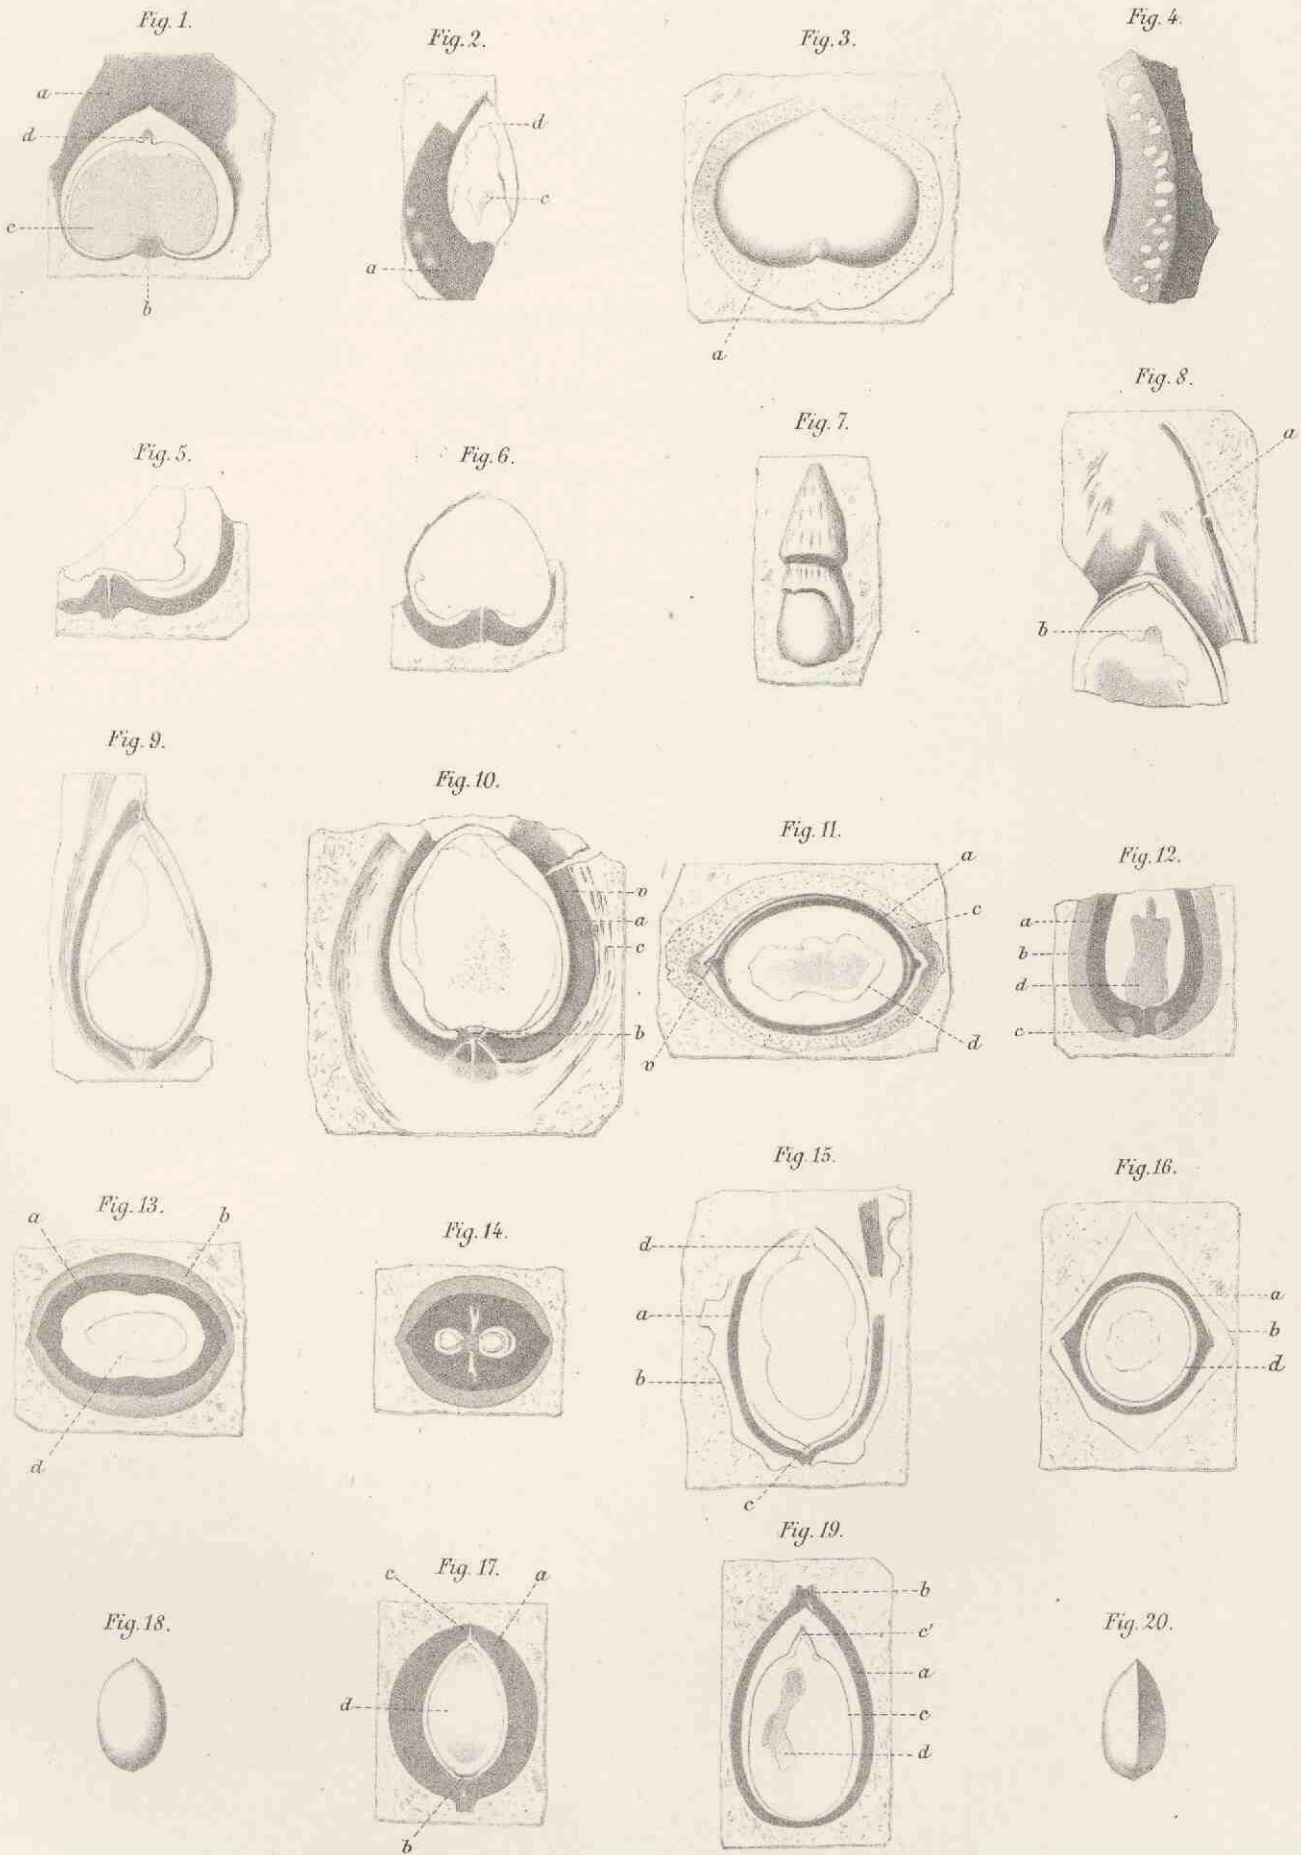 Fig. 1.
a
d
c
b
Fig. 2.
d
c
a
Fig. 3.
a
Fig. 4.
Fig. 5.
Fig. 6.
Fig. 7.
Fig. 8.
a
b
Fig. 9.
Fig. 10.
v
a
c
b
Fig. 11.
a
c
d
v
Fig. 12.
a
b
d
c
Fig. 13.
a
b
d
Fig. 14.
Fig. 15.
d
a
b
c
Fig. 16.
a
b
d
Fig. 17.
c
a
d
b
Fig. 18.
Fig. 19.
b
c'
a
c
d
Fig. 20.